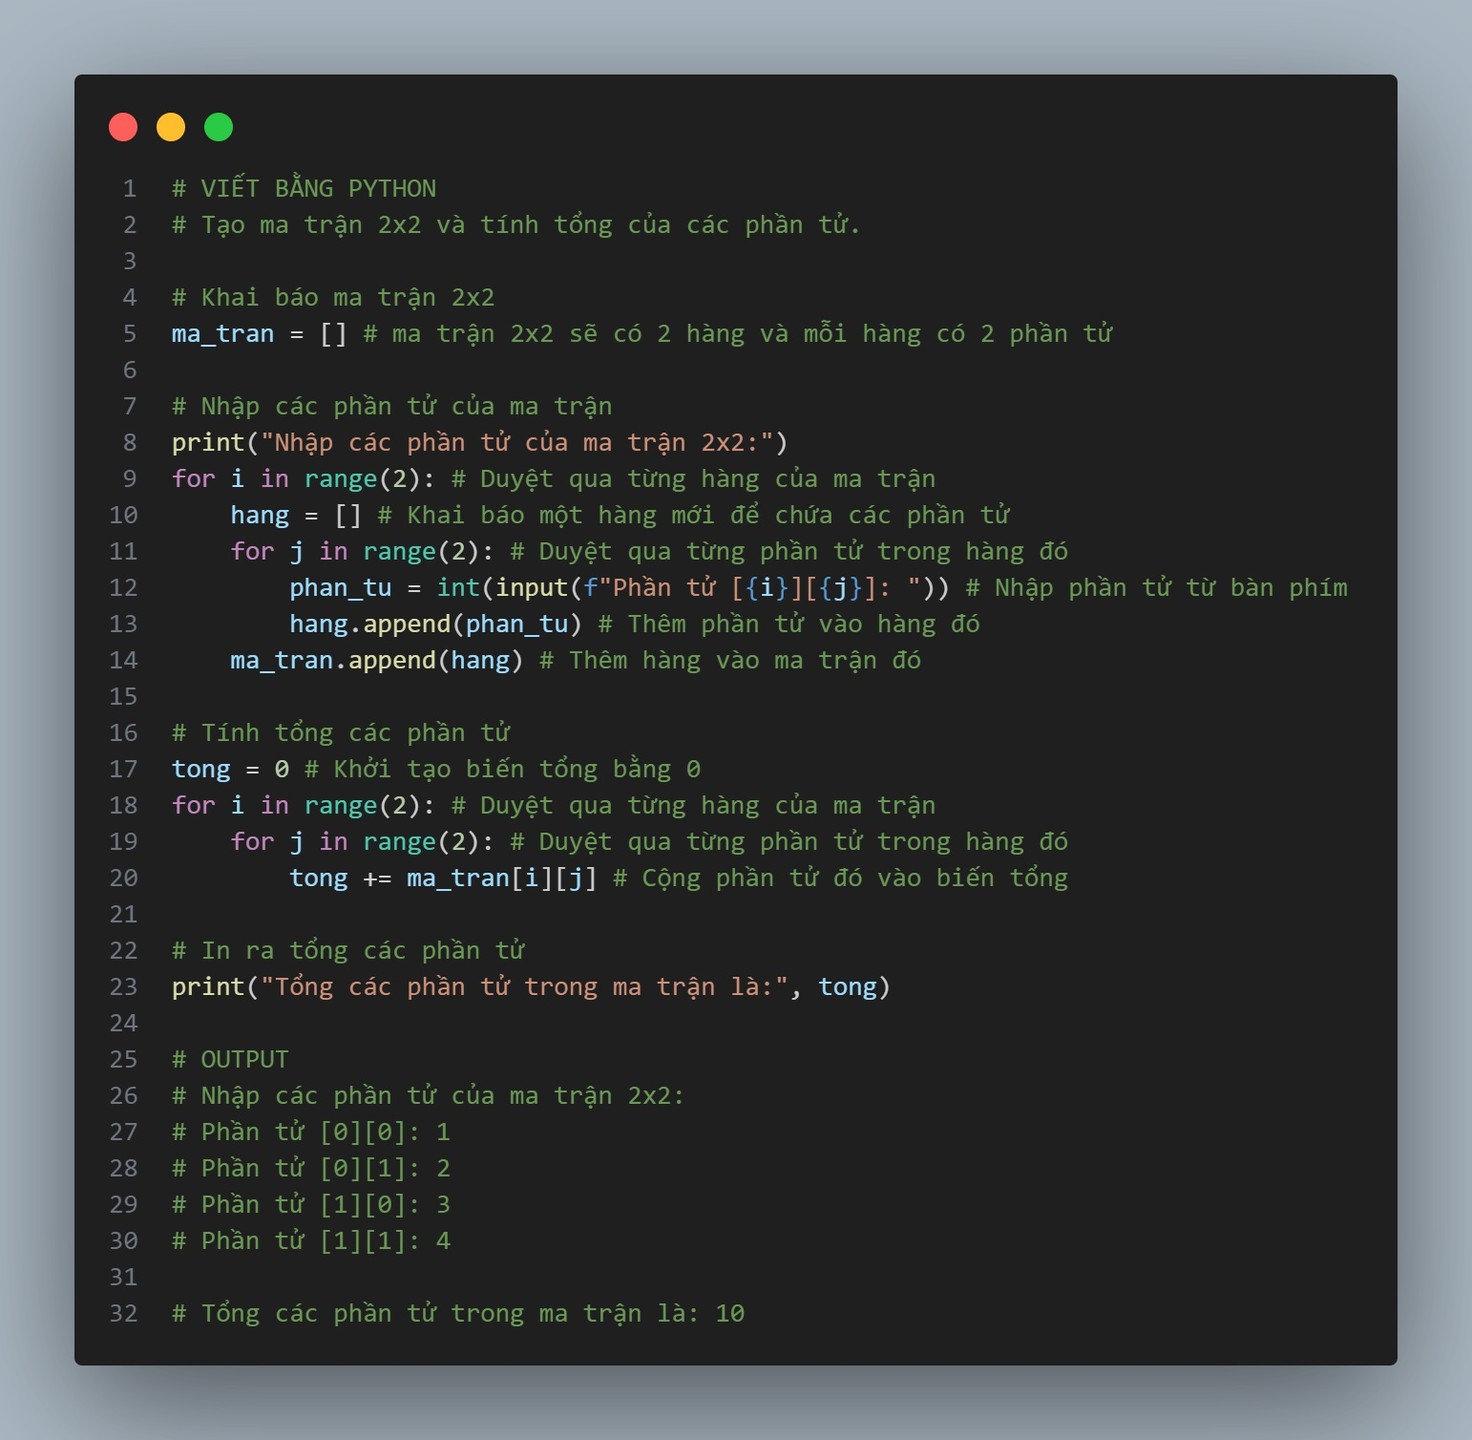 1 # VIẾT BẰNG PYTHON
2 # Tạo ma trận 2x2 và tính tổng của các phần tử.
3
4 # Khai báo ma trận 2x2
5 ma_tran = [] # ma trận 2x2 sẽ có 2 hàng và mỗi hàng có 2 phần tử
6
7 # Nhập các phần tử của ma trận
8 print("Nhập các phần tử của ma trận 2x2:")
9 for i in range(2): # Duyệt qua từng hàng của ma trận
10     hang = [] # Khai báo một hàng mới để chứa các phần tử
11     for j in range(2): # Duyệt qua từng phần tử trong hàng đó
12         phan_tu = int(input(f"Phần tử [{i}][{j}]: ")) # Nhập phần tử từ bàn phím
13         hang.append(phan_tu) # Thêm phần tử vào hàng đó
14     ma_tran.append(hang) # Thêm hàng vào ma trận đó
15
16 # Tính tổng các phần tử
17 tong = 0 # Khởi tạo biến tổng bằng 0
18 for i in range(2): # Duyệt qua từng hàng của ma trận
19     for j in range(2): # Duyệt qua từng phần tử trong hàng đó
20         tong += ma_tran[i][j] # Cộng phần tử đó vào biến tổng
21
22 # In ra tổng các phần tử
23 print("Tổng các phần tử trong ma trận là:", tong)
24
25 # OUTPUT
26 # Nhập các phần tử của ma trận 2x2:
27 # Phần tử [0][0]: 1
28 # Phần tử [0][1]: 2
29 # Phần tử [1][0]: 3
30 # Phần tử [1][1]: 4
31
32 # Tổng các phần tử trong ma trận là: 10